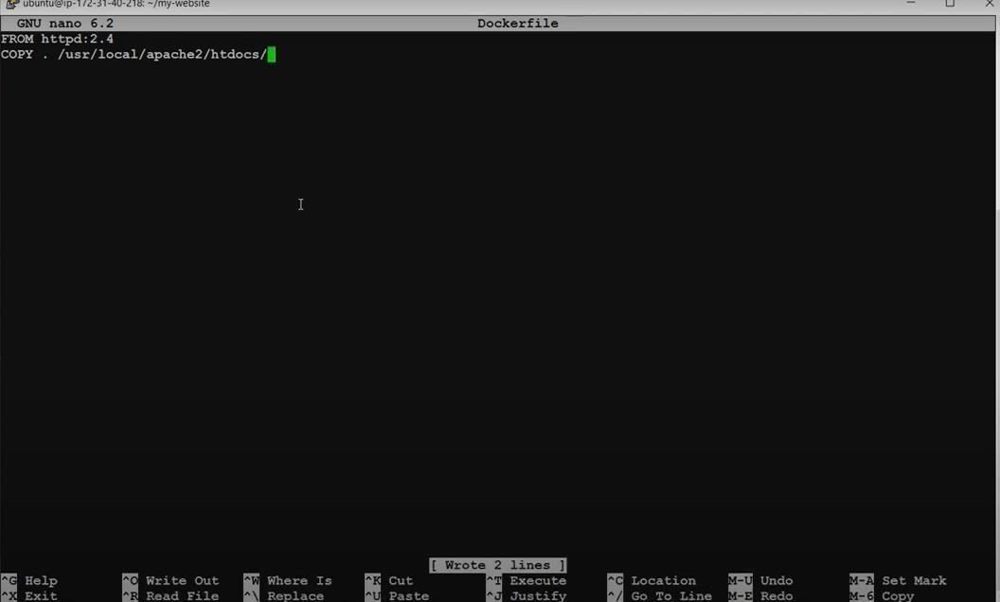 ubuntu@ip-172-31-40-218: ~/my-website
GNU nano 6.2 Dockerfile
FROM httpd:2.4
COPY . /usr/local/apache2/htdocs/
[ Wrote 2 lines ]
^G Help ^O Write Out ^W Where Is ^K Cut ^T Execute ^C Location M-U Undo M-A Set Mark
^X Exit ^R Read File ^\ Replace ^U Paste ^J Justify ^/ Go To Line M-E Redo M-6 Copy